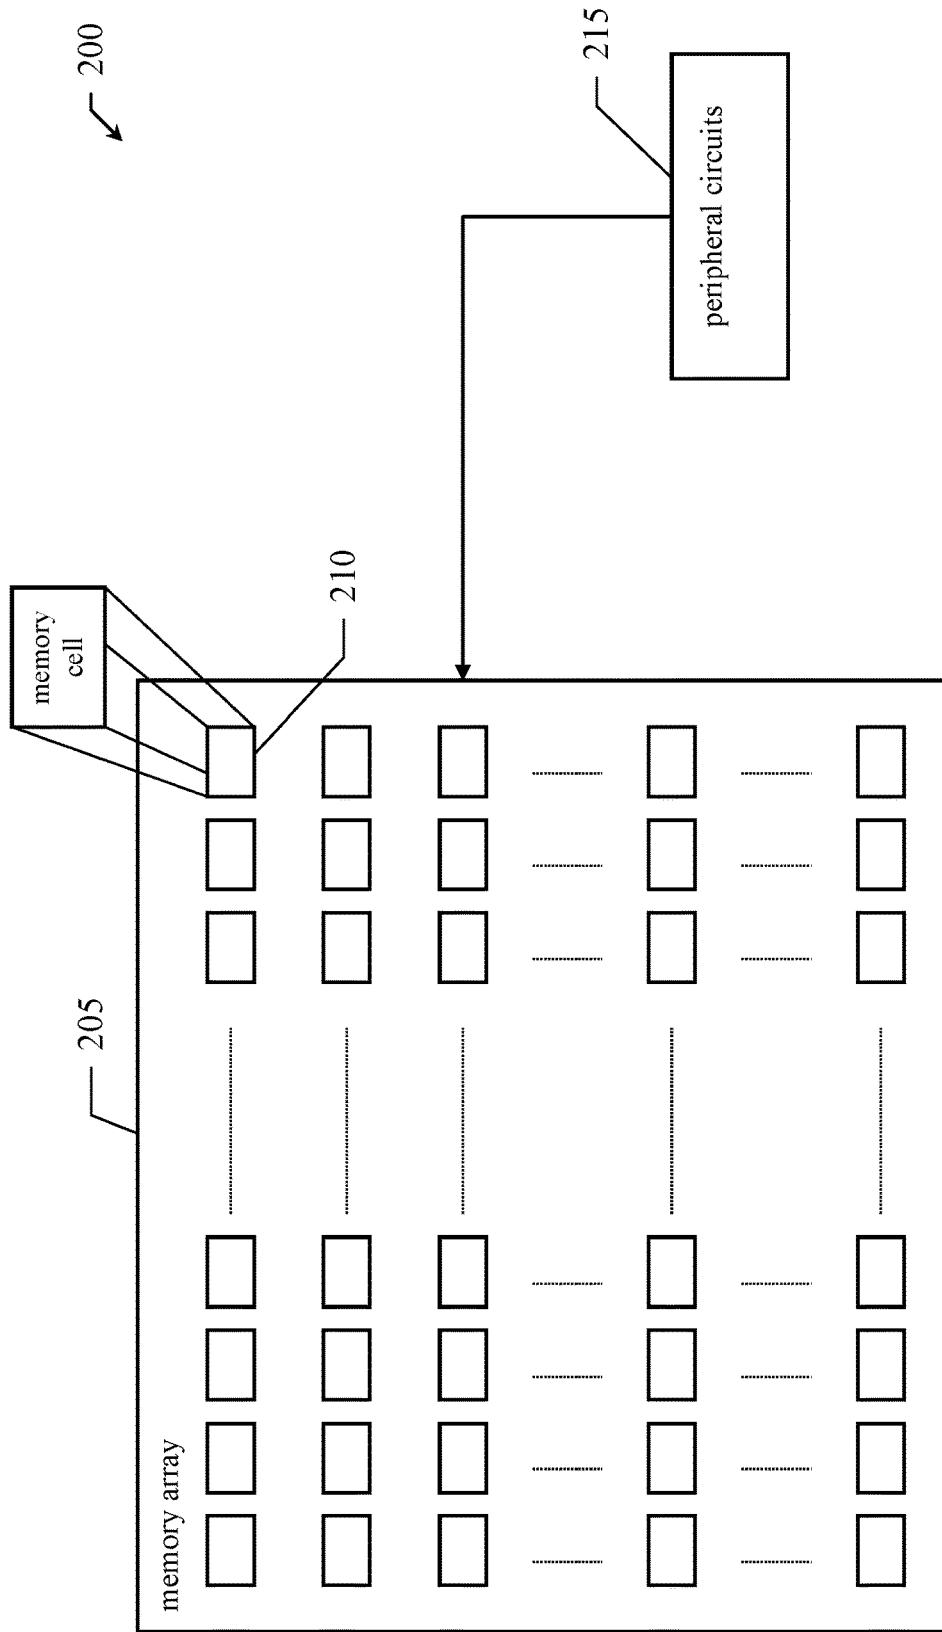 200
205
memory array
memory
cell
210
215
peripheral circuits